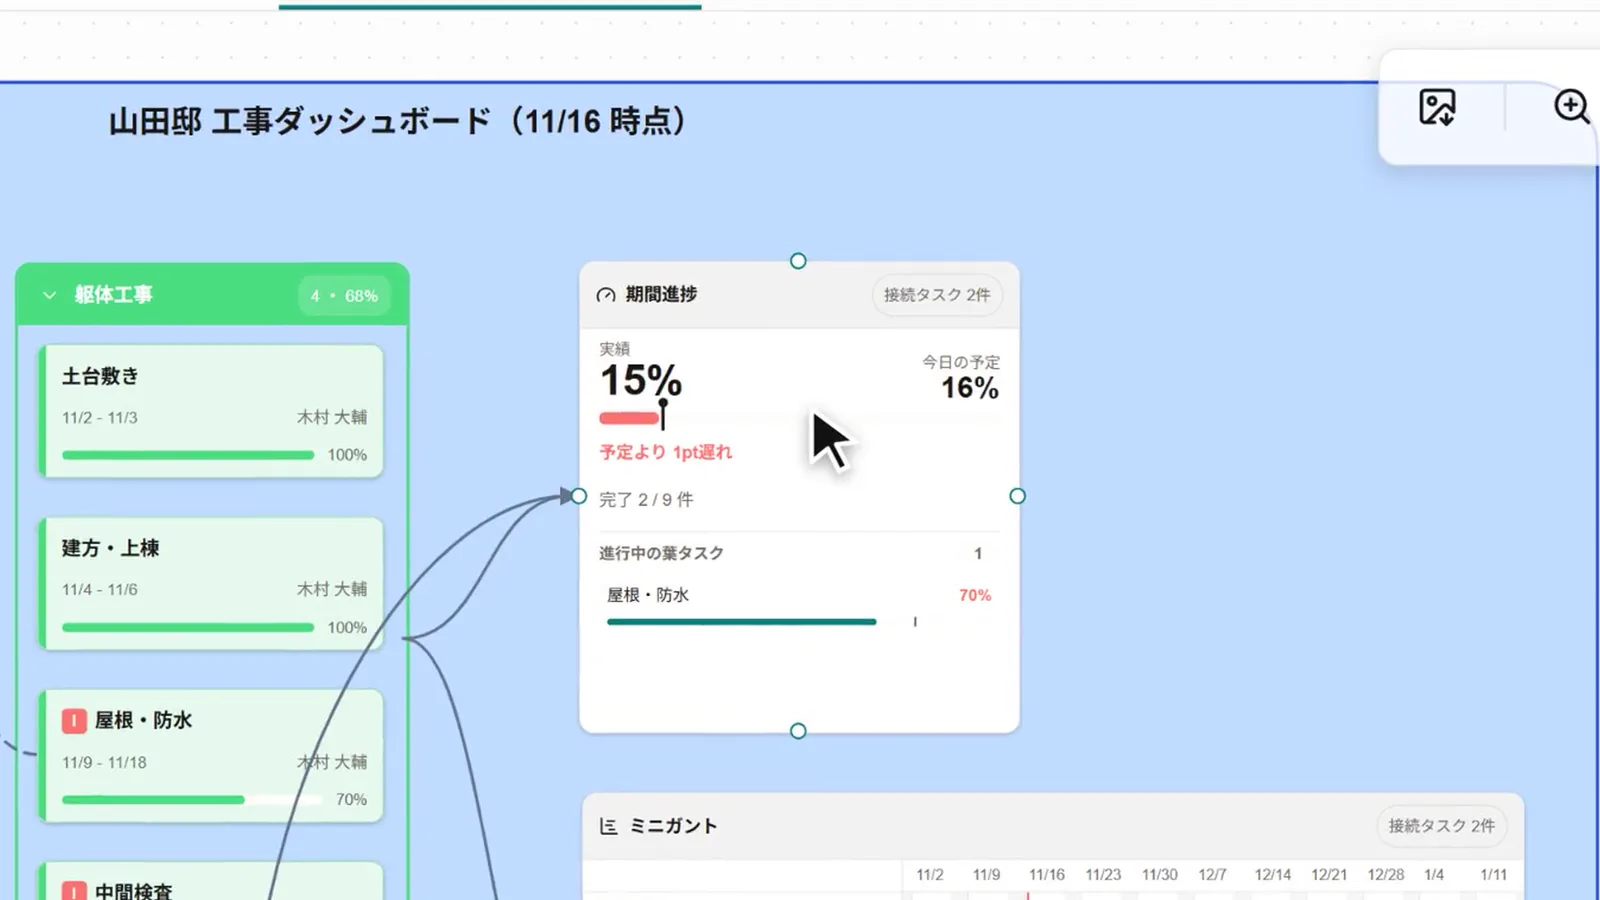 山田邸 工事ダッシュボード（11/16 時点）
躯体工事
4 • 68%
土台敷き
11/2 - 11/3
木村 大輔
100%
建方・上棟
11/4 - 11/6
木村 大輔
100%
! 屋根・防水
11/9 - 11/18
木村 大輔
70%
! 中間検査
期間進捗
接続タスク 2件
実績
15%
今日の予定
16%
予定より 1pt遅れ
完了 2 / 9 件
進行中の葉タスク
1
屋根・防水
70%
ミニガント
接続タスク 2件
11/2 11/9 11/16 11/23 11/30 12/7 12/14 12/21 12/28 1/4 1/11